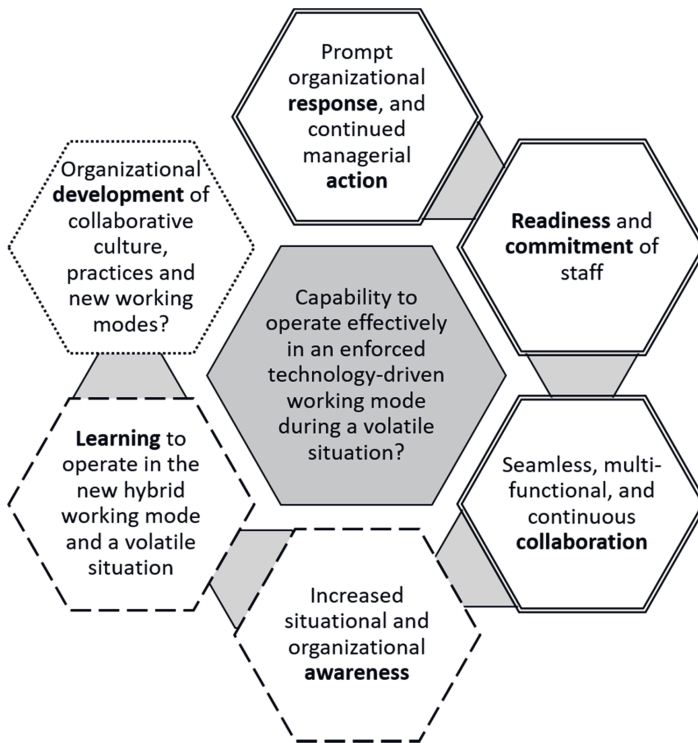 Prompt
organizational
response, and
continued
managerial
action
Readiness and
commitment of
staff
Seamless, multi-
functional, and
continuous
collaboration
Increased
situational and
organizational
awareness
Learning to
operate in the
new hybrid
working mode
and a volatile
situation
Organizational
development of
collaborative
culture,
practices and
new working
modes?
Capability to
operate effectively
in an enforced
technology-driven
working mode
during a volatile
situation?